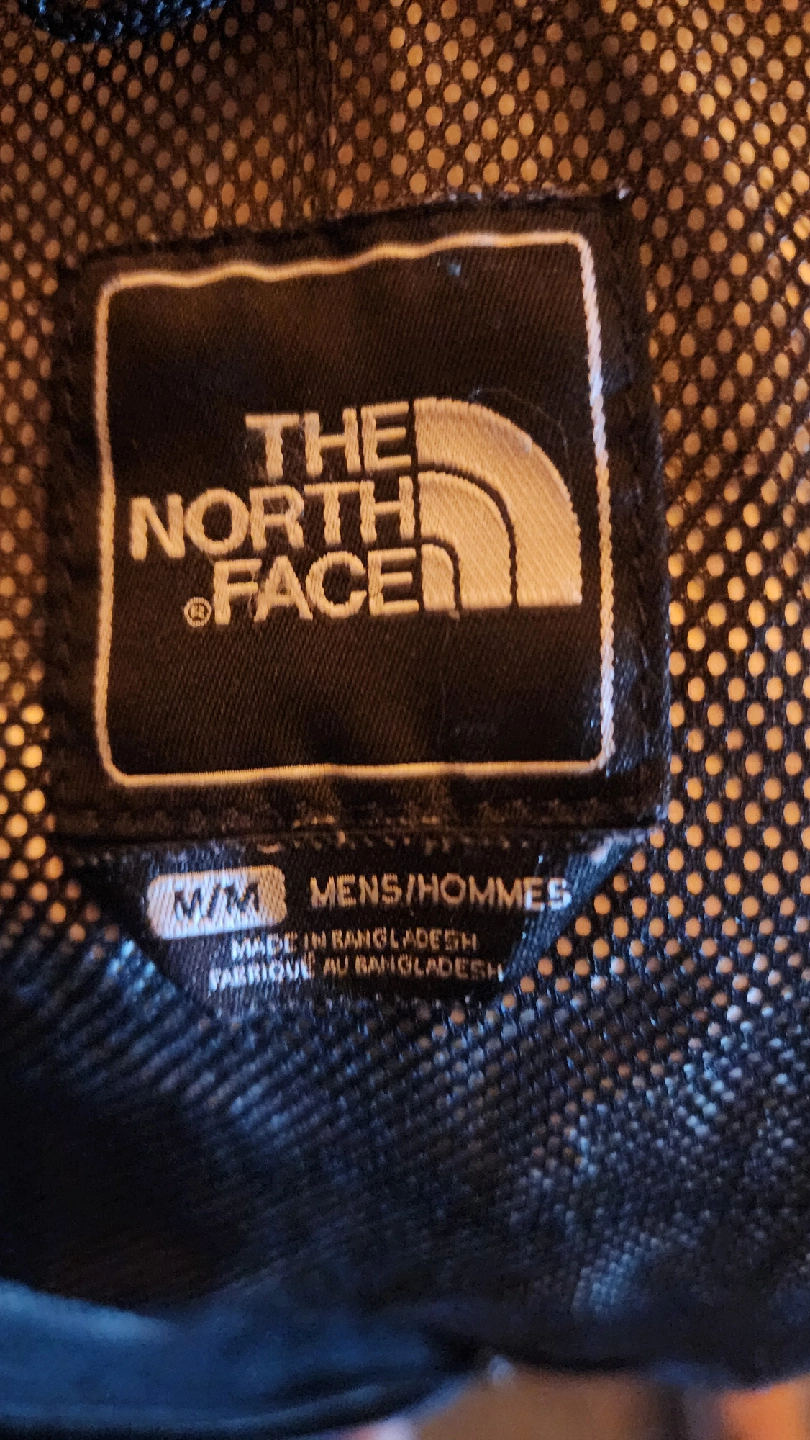 THE
NORTH
®FACE
M/M MENS/HOMMES
MADE IN BANGLADESH
FABRIQUÉ AU BANGLADESH